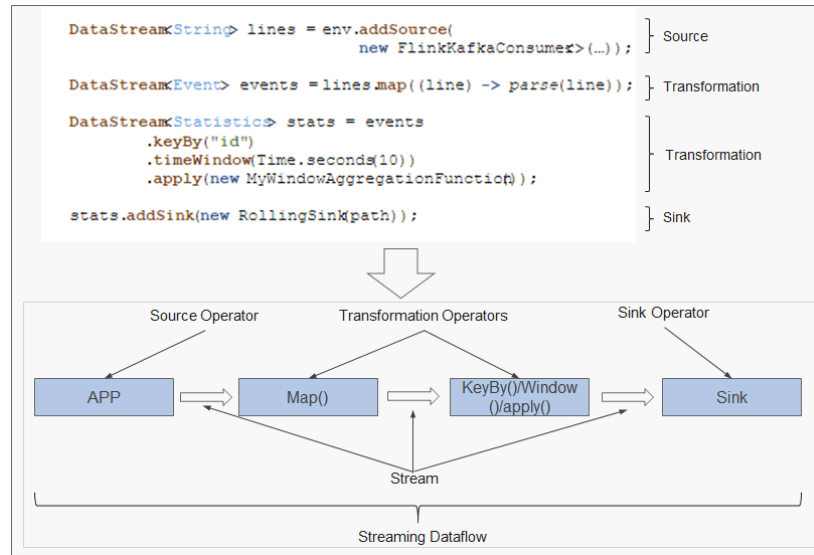 DataStream<String> lines = env.addSource(
new FlinkKafkaConsumer<>(…));
Source
DataStream<Event> events = lines.map((line) -> parse(line));
Transformation
DataStream<Statistics> stats = events
.keyBy("id")
.timeWindow(Time.seconds(10))
.apply(new MyWindowAggregationFunction());
Transformation
stats.addSink(new RollingSink(path));
Sink
Source Operator
Transformation Operators
Sink Operator
APP
Map()
KeyBy()/Window
()/apply()
Sink
Stream
Streaming Dataflow